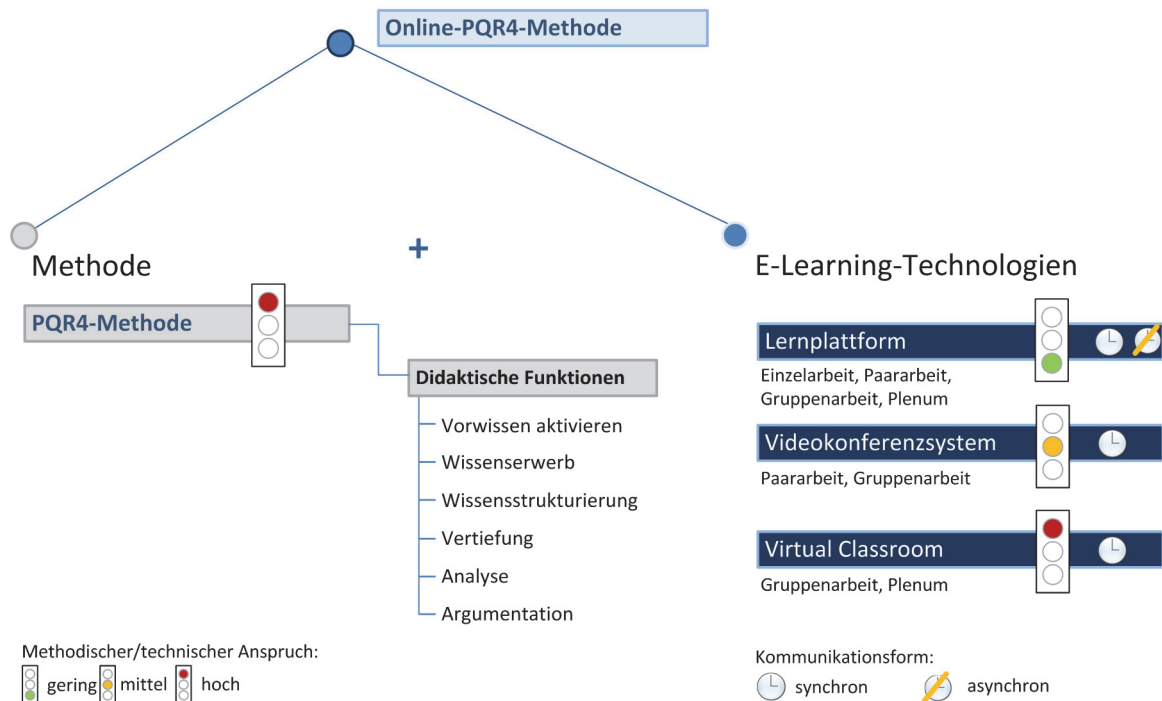 Online-PQR4-Methode
+
Methode
PQR4-Methode
Didaktische Funktionen
Vorwissen aktivieren
Wissenserwerb
Wissensstrukturierung
Vertiefung
Analyse
Argumentation
E-Learning-Technologien
Lernplattform
Einzelarbeit, Paararbeit,
Gruppenarbeit, Plenum
Videokonferenzsystem
Paararbeit, Gruppenarbeit
Virtual Classroom
Gruppenarbeit, Plenum
Methodischer/technischer Anspruch:
gering mittel hoch
Kommunikationsform:
synchron asynchron